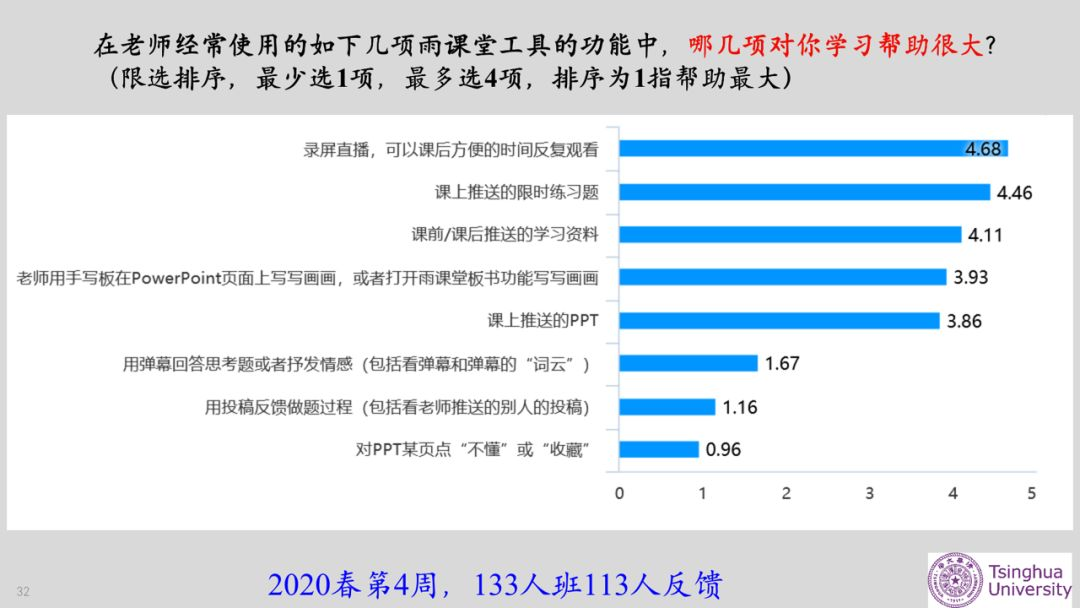 在老师经常使用的如下几项雨课堂工具的功能中，哪几项对你学习帮助很大？
（限选排序，最少选1项，最多选4项，排序为1指帮助最大）
录屏直播，可以课后方便的时间反复观看
4.68
课上推送的限时练习题
4.46
课前/课后推送的学习资料
4.11
老师用手写板在PowerPoint页面上写写画画，或者打开雨课堂板书功能写写画画
3.93
课上推送的PPT
3.86
用弹幕回答思考题或者抒发情感（包括看弹幕和弹幕的“词云”）
1.67
用投稿反馈做题过程（包括看老师推送的别人的投稿）
1.16
对PPT某页点“不懂”或“收藏”
0.96
0 1 2 3 4 5
32
2020春第4周，133人班113人反馈
Tsinghua
University